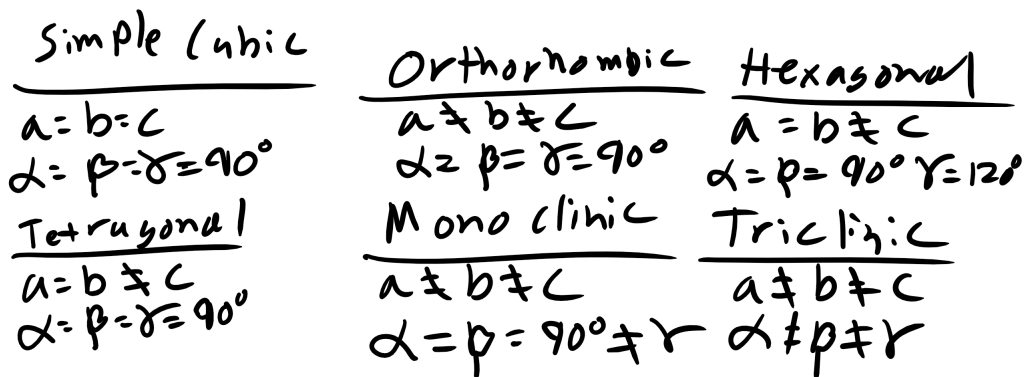 Simple Cubic
a = b = c
α = β = γ = 90°
Tetragonal
a = b ≠ c
α = β = γ = 90°
Orthorhombic
a ≠ b ≠ c
α = β = γ = 90°
Monoclinic
a ≠ b ≠ c
α = β = 90° ≠ γ
Hexagonal
a = b ≠ c
α = β = 90° γ = 120°
Triclinic
a ≠ b ≠ c
α ≠ β ≠ γ